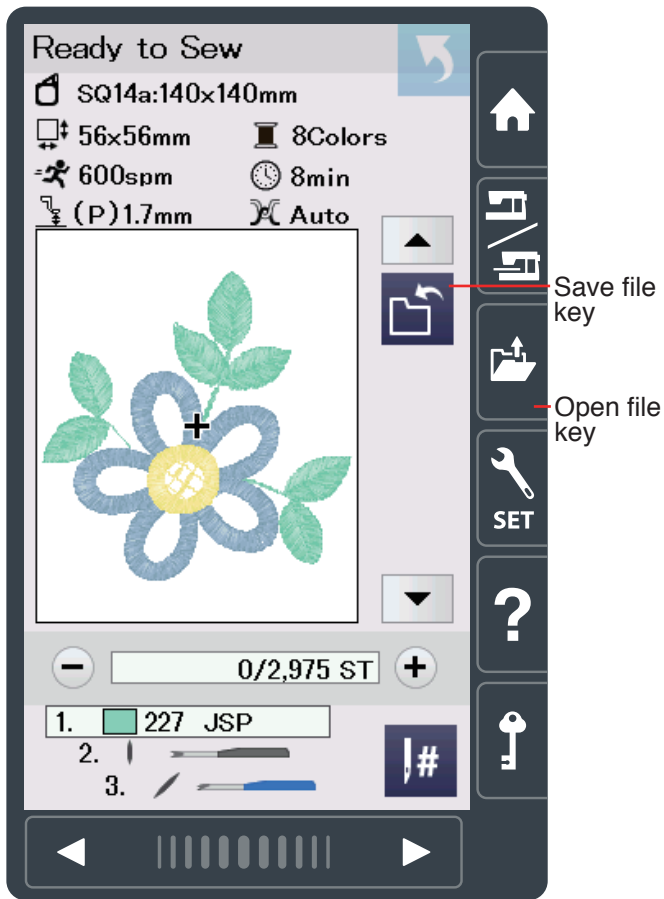 Ready to Sew
SQ14a:140x140mm
56x56mm
8Colors
600spm
8min
(P)1.7mm
Auto
Save file
key
Open file
key
SET
?
0/2,975 ST
1. 227 JSP
2.
3.
#